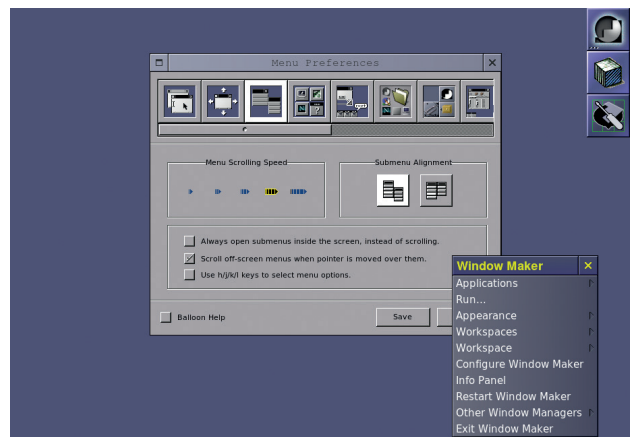 Menu Preferences
Menu Scrolling Speed
Submenu Alignment
Always open submenus inside the screen, instead of scrolling.
Scroll off-screen menus when pointer is moved over them.
Use h/j/k/l keys to select menu options.
Balloon Help
Save
Window Maker
Applications
Run...
Appearance
Workspaces
Workspace
Configure Window Maker
Info Panel
Restart Window Maker
Other Window Managers
Exit Window Maker